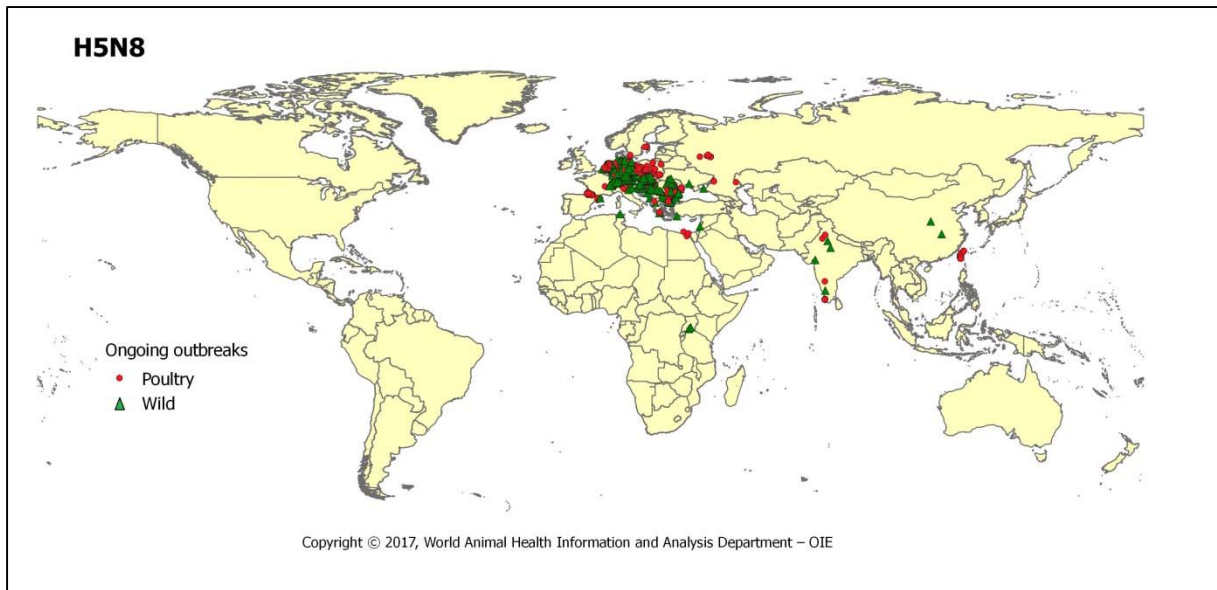 H5N8
Ongoing outbreaks
Poultry
Wild
Copyright © 2017, World Animal Health Information and Analysis Department – OIE